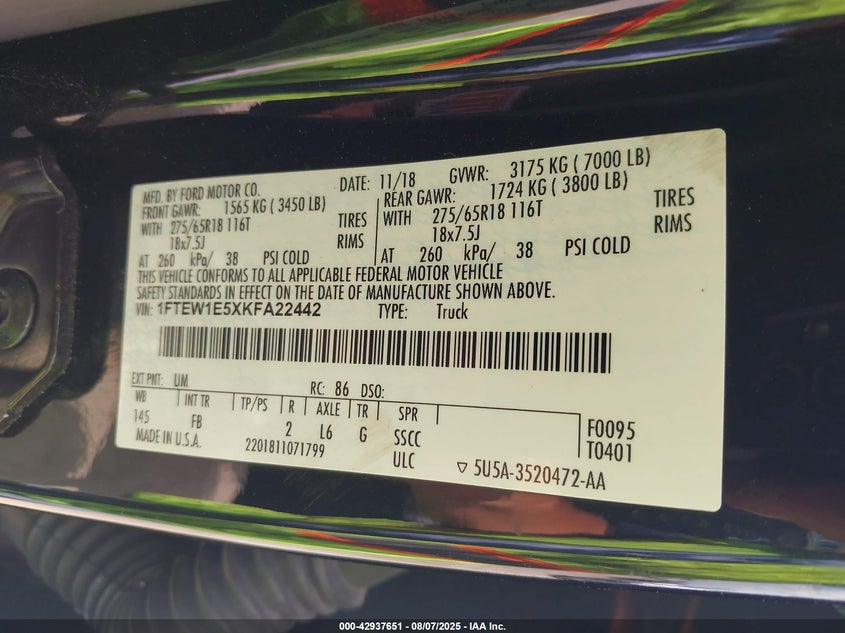 MFD. BY FORD MOTOR CO.
DATE: 11/18 GVWR: 3175 KG ( 7000 LB)
FRONT GAWR: 1565 KG ( 3450 LB)
REAR GAWR: 1724 KG ( 3800 LB)
WITH 275/65R18 116T TIRES
WITH 275/65R18 116T TIRES
18x7.5J RIMS
18x7.5J RIMS
AT 260 kPa/ 38 PSI COLD
AT 260 kPa/ 38 PSI COLD
THIS VEHICLE CONFORMS TO ALL APPLICABLE FEDERAL MOTOR VEHICLE
SAFETY STANDARDS IN EFFECT ON THE DATE OF MANUFACTURE SHOWN ABOVE.
VIN: 1FTEW1E5XKFA22442 TYPE: Truck
EXT PNT: UM RC: 86 DSO:
WB INT TR TP/PS R AXLE TR SPR
145 FB 2 L6 G SSCC F0095
MADE IN U.S.A. 2201811071799 ULC T0401
▽ 5U5A-3520472-AA
000-42937651 - 08/07/2025 - IAA Inc.